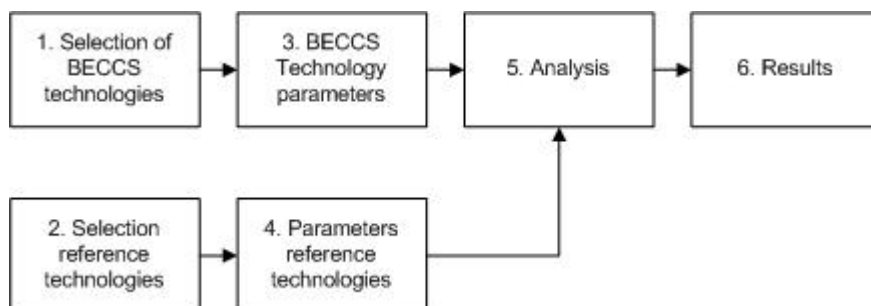 1. Selection of
BECCS
technologies
3. BECCS
Technology
parameters
5. Analysis
6. Results
2. Selection
reference
technologies
4. Parameters
reference
technologies